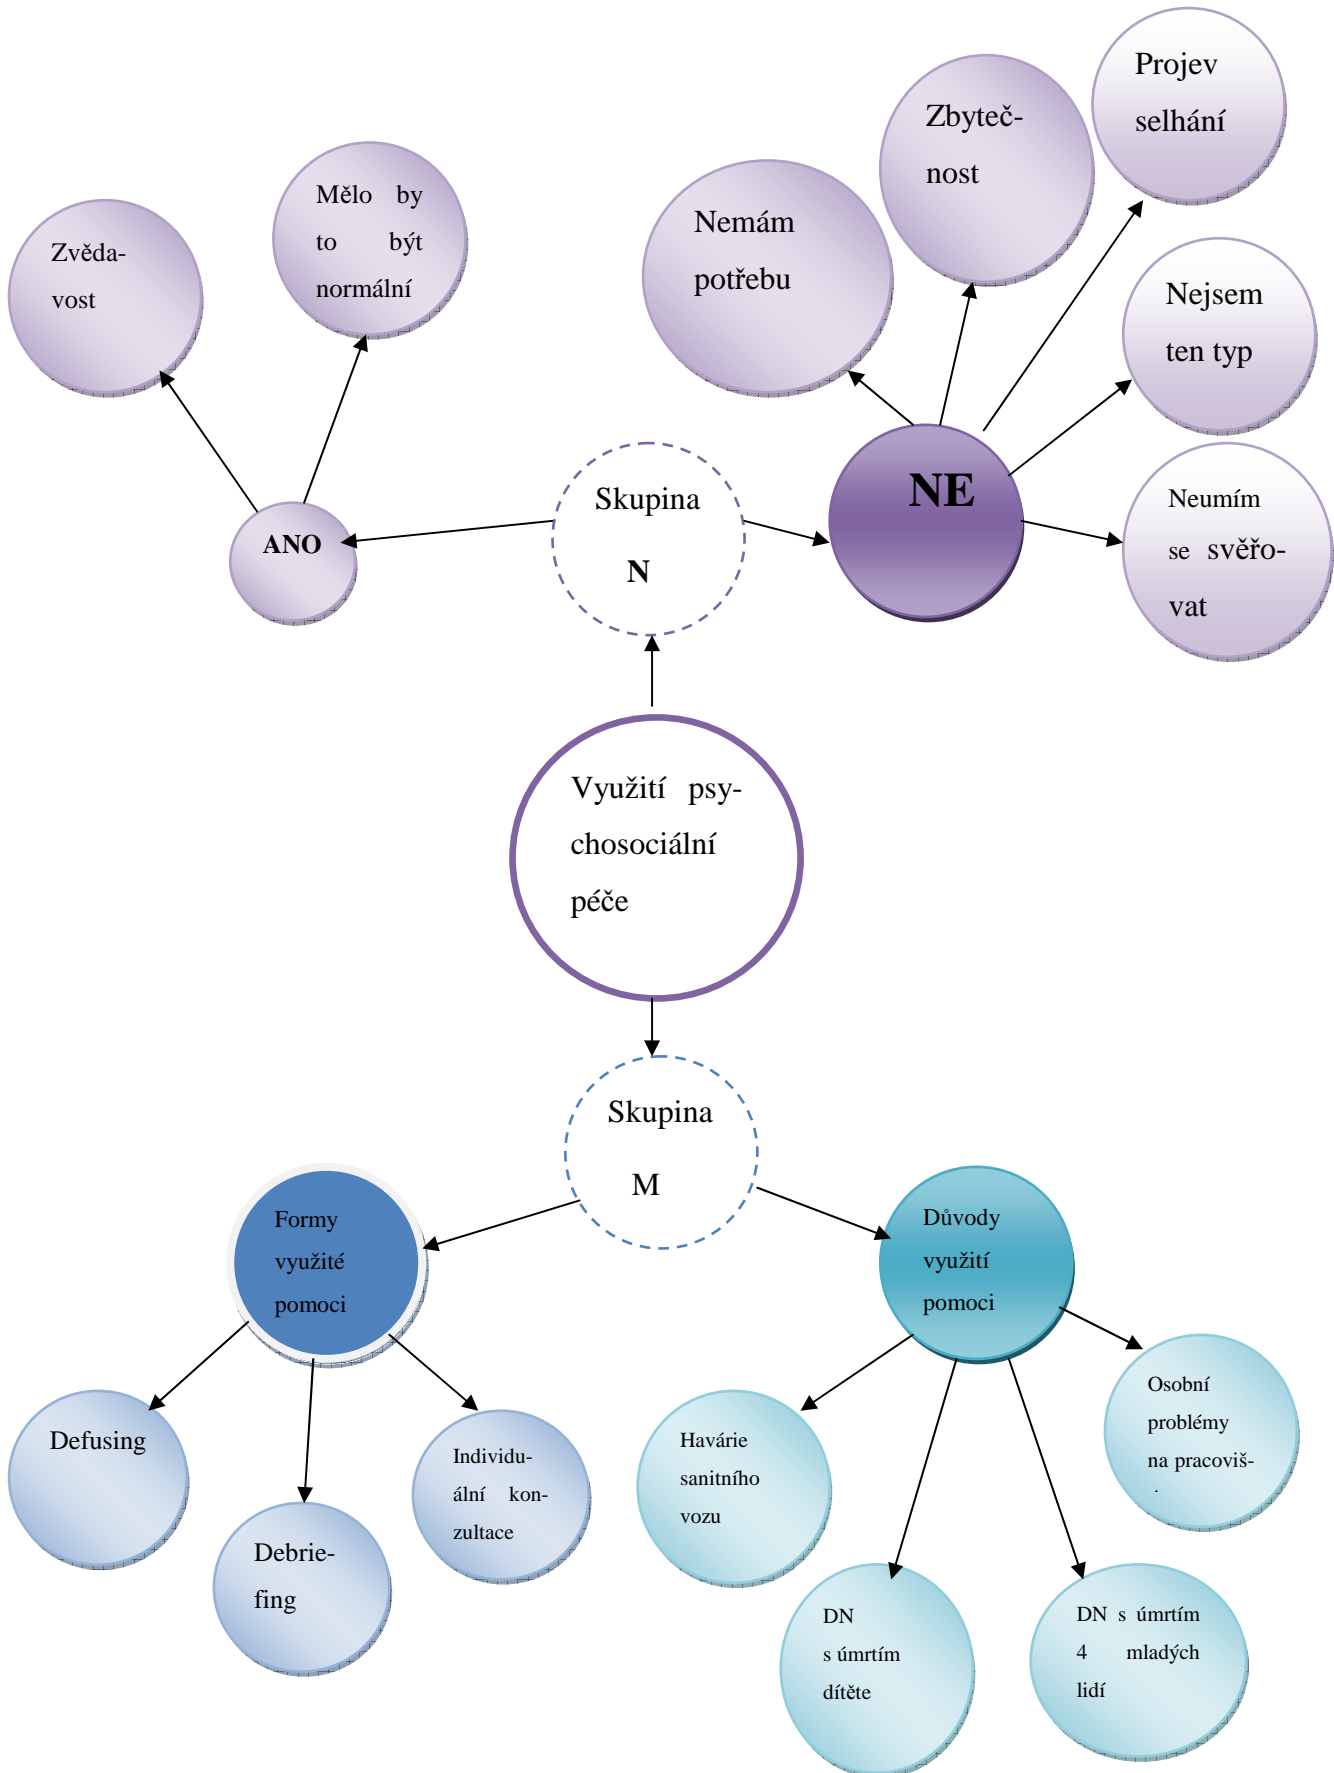 Projev
selhání
Zbyteč-
nost
Mělo by
to být
normální
Nemám
potřebu
Zvěda-
vost
Nejsem
ten typ
NE
Skupina
N
ANO
Neumím
se svěřo-
vat
Využití psy-
chosociální
péče
Skupina
M
Formy
využité
pomoci
Důvody
využití
pomoci
Defusing
Debrie-
fing
Individu-
ální kon-
zultace
Havárie
sanitního
vozu
DN
s úmrtím
dítěte
DN s úmrtím
4 mladých
lidí
Osobní
problémy
na pracoviš-